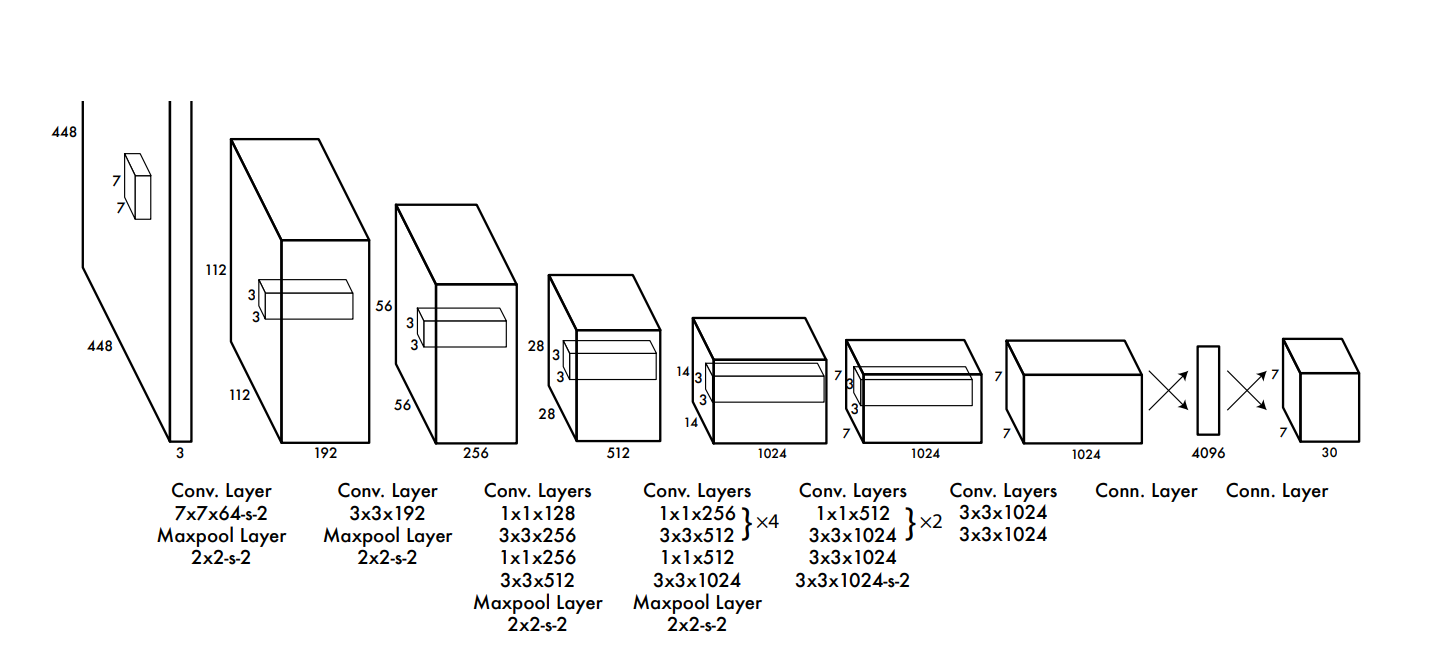 448
7
7
448
3
112
3
3
112
192
56
3
3
56
256
28
3
3
28
512
14
3
3
14
1024
7
3
3
7
1024
7
7
1024
4096
7
7
30
Conv. Layer
7x7x64-s-2
Maxpool Layer
2x2-s-2
Conv. Layer
3x3x192
Maxpool Layer
2x2-s-2
Conv. Layers
1x1x128
3x3x256
1x1x256
3x3x512
Maxpool Layer
2x2-s-2
Conv. Layers
1x1x256
3x3x512
} ×4
1x1x512
3x3x1024
Maxpool Layer
2x2-s-2
Conv. Layers
1x1x512
3x3x1024
} ×2
3x3x1024
3x3x1024-s-2
Conv. Layers
3x3x1024
3x3x1024
Conn. Layer
Conn. Layer